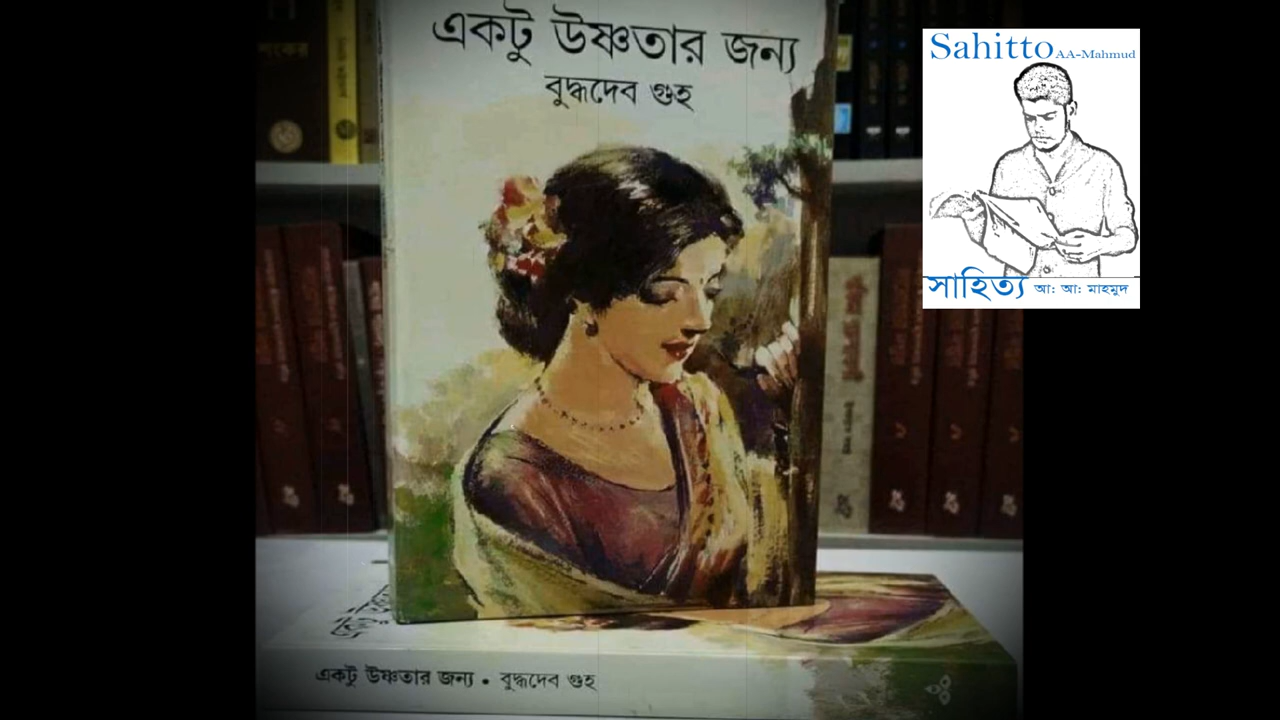 একটু উষ্ণতার জন্য
বুদ্ধদেব গুহ
Sahitto AA-Mahmud
সাহিত্য আ: আ: মাহমুদ
একটু উষ্ণতার জন্য • বুদ্ধদেব গুহ